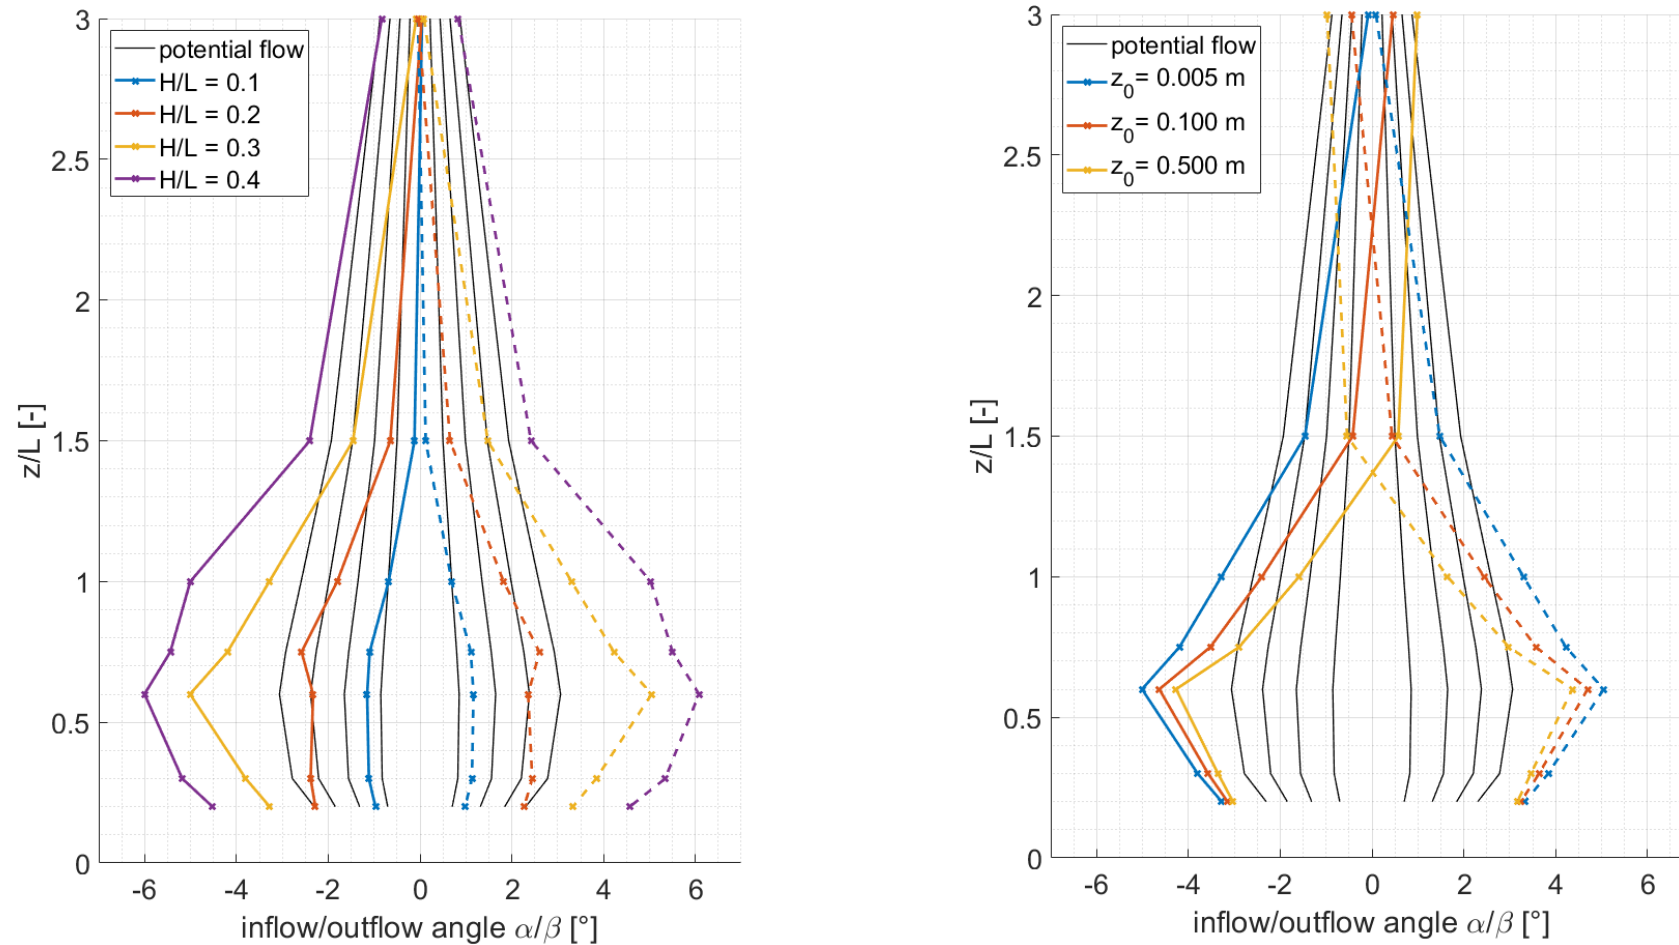 3
2.5
2
1.5
1
0.5
0
z/L [-]
potential flow
H/L = 0.1
H/L = 0.2
H/L = 0.3
H/L = 0.4
-6 -4 -2 0 2 4 6
inflow/outflow angle α/β [°]
3
2.5
2
1.5
1
0.5
0
z/L [-]
potential flow
z0= 0.005 m
z0= 0.100 m
z0= 0.500 m
-6 -4 -2 0 2 4 6
inflow/outflow angle α/β [°]